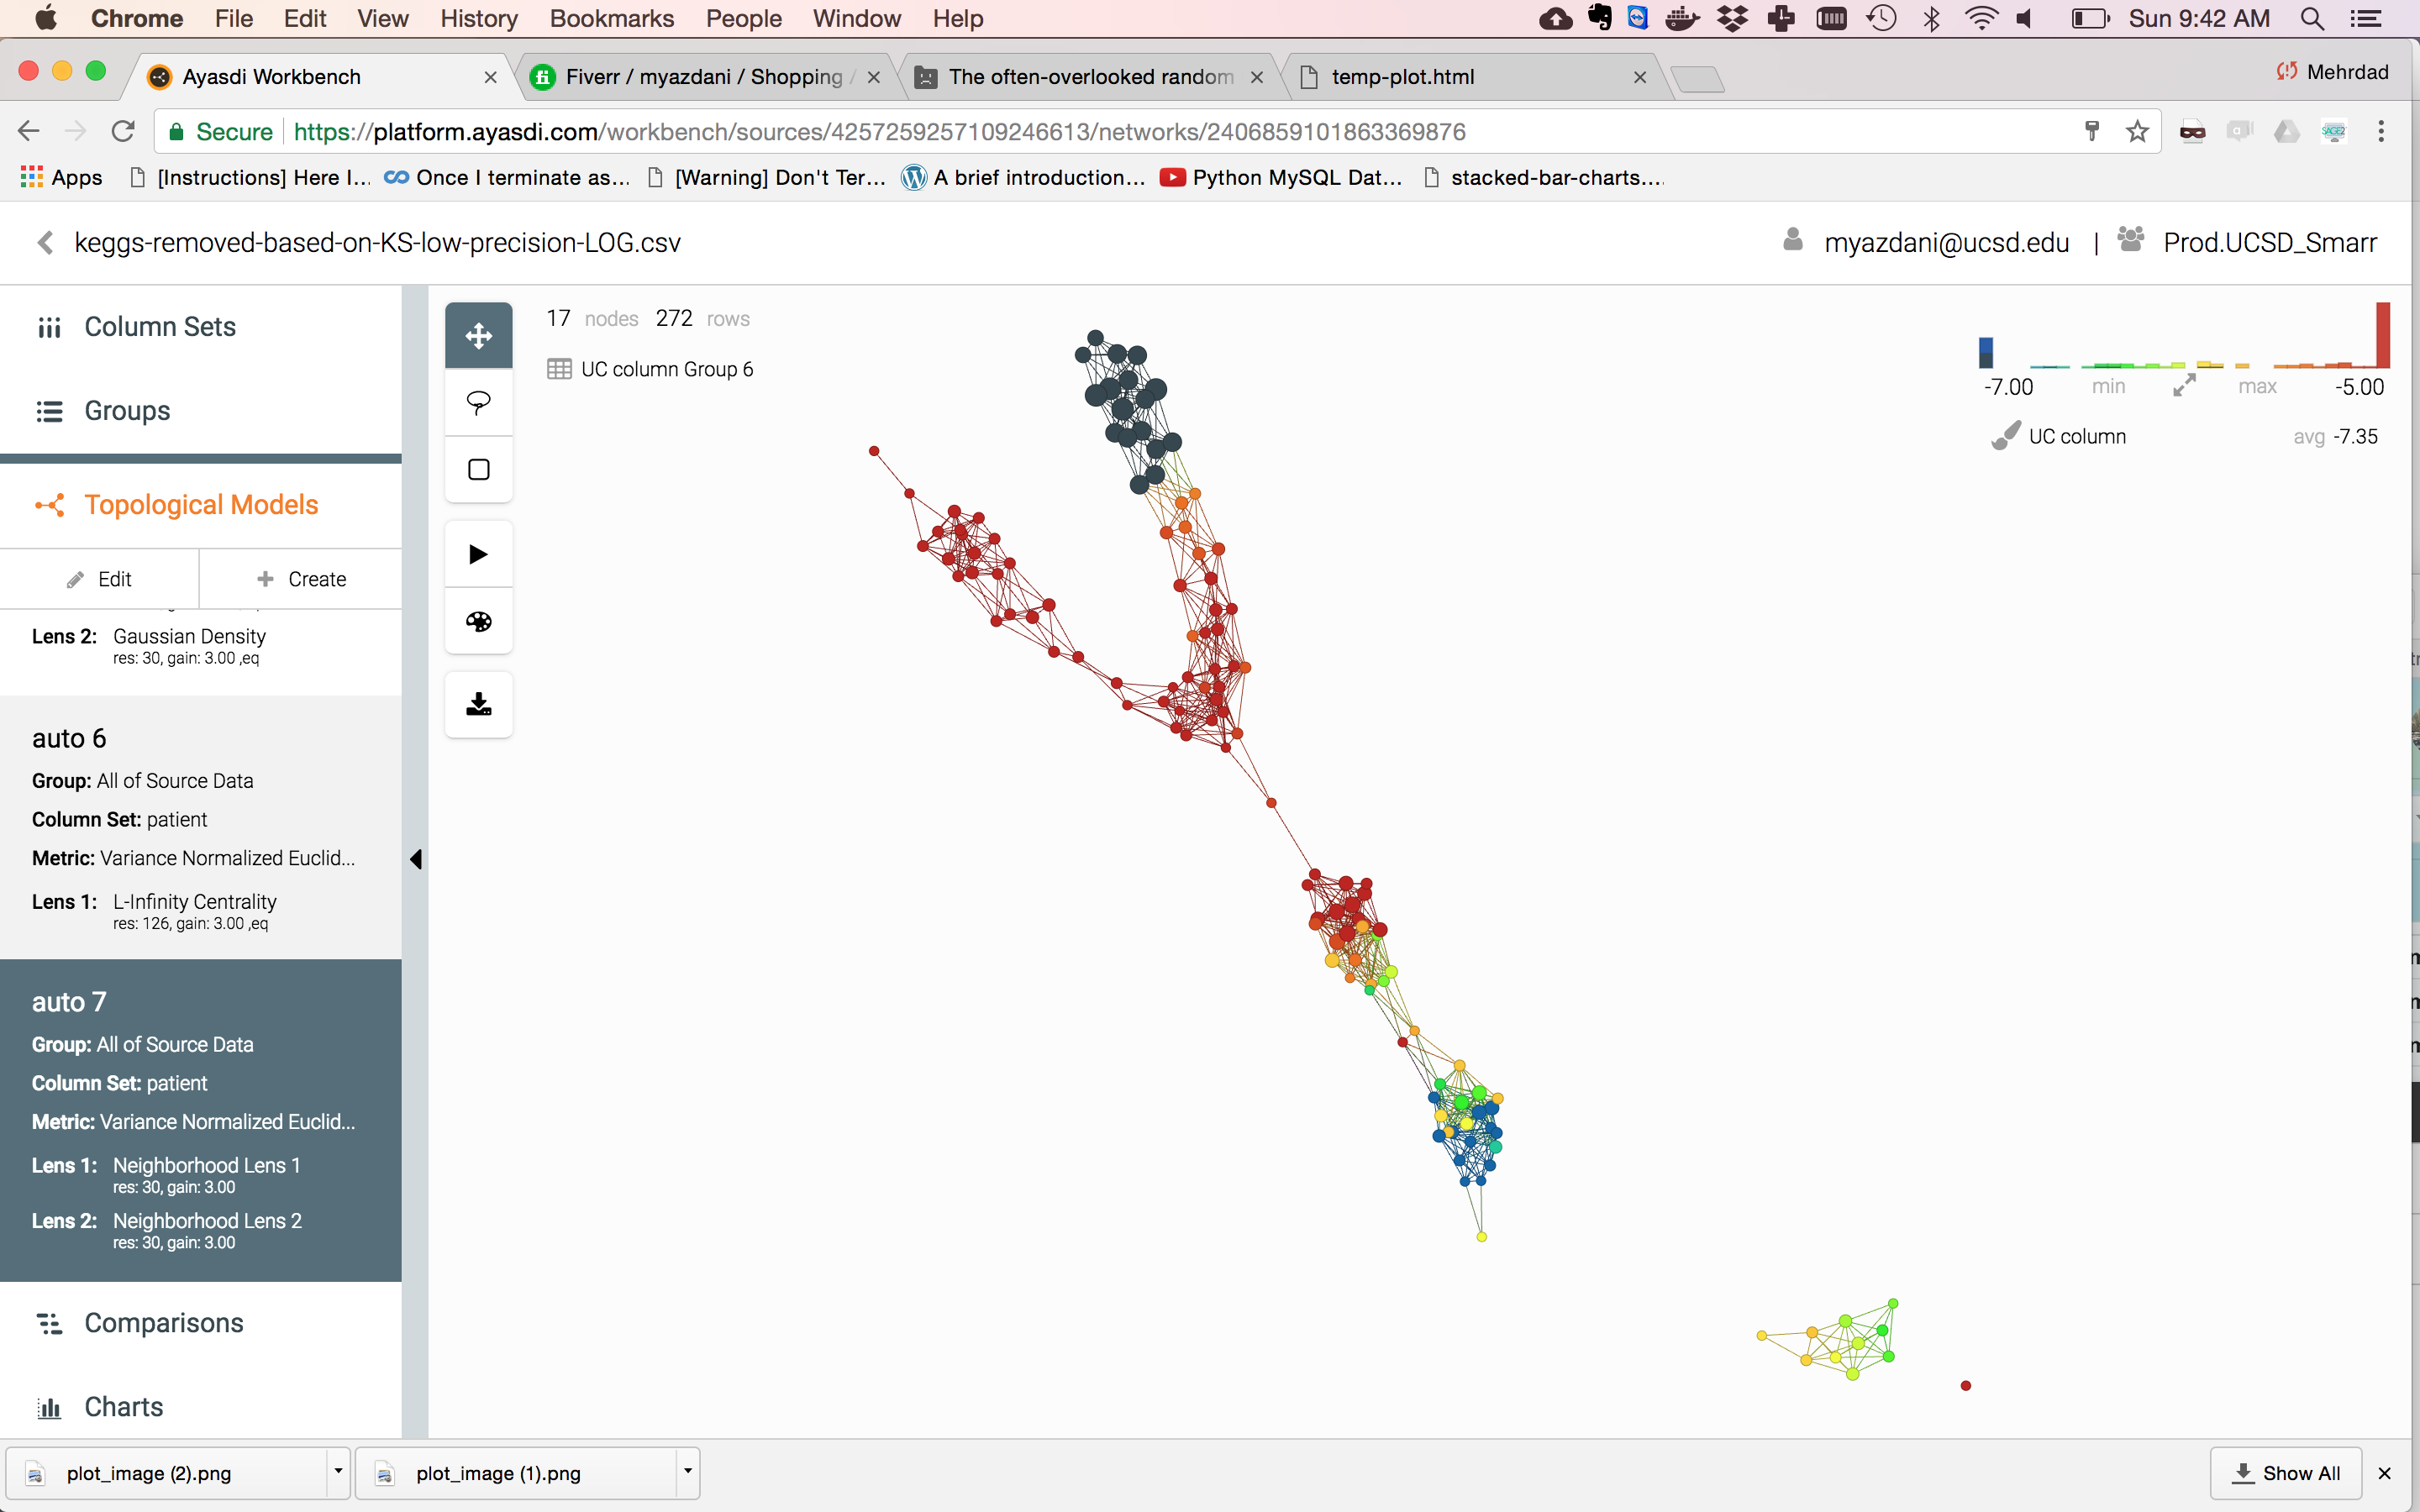 Chrome File Edit View History Bookmarks People Window Help Sun 9:42 AM
Ayasdi Workbench Fiverr / myazdani / Shopping / The often-overlooked random temp-plot.html Mehrdad
Secure https://platform.ayasdi.com/workbench/sources/4257259257109246613/networks/2406859101863369876
Apps [Instructions] Here I... Once I terminate as... [Warning] Don't Ter... A brief introduction... Python MySQL Dat... stacked-bar-charts....
keggs-removed-based-on-KS-low-precision-LOG.csv myazdani@ucsd.edu | Prod.UCSD_Smarr
Column Sets
Groups
Topological Models
Edit Create
Lens 2: Gaussian Density
res: 30, gain: 3.00 ,eq
auto 6
Group: All of Source Data
Column Set: patient
Metric: Variance Normalized Euclid...
Lens 1: L-Infinity Centrality
res: 126, gain: 3.00 ,eq
auto 7
Group: All of Source Data
Column Set: patient
Metric: Variance Normalized Euclid...
Lens 1: Neighborhood Lens 1
res: 30, gain: 3.00
Lens 2: Neighborhood Lens 2
res: 30, gain: 3.00
Comparisons
Charts
17 nodes 272 rows
UC column Group 6
-7.00 min max -5.00
UC column avg -7.35
plot_image (2).png plot_image (1).png Show All